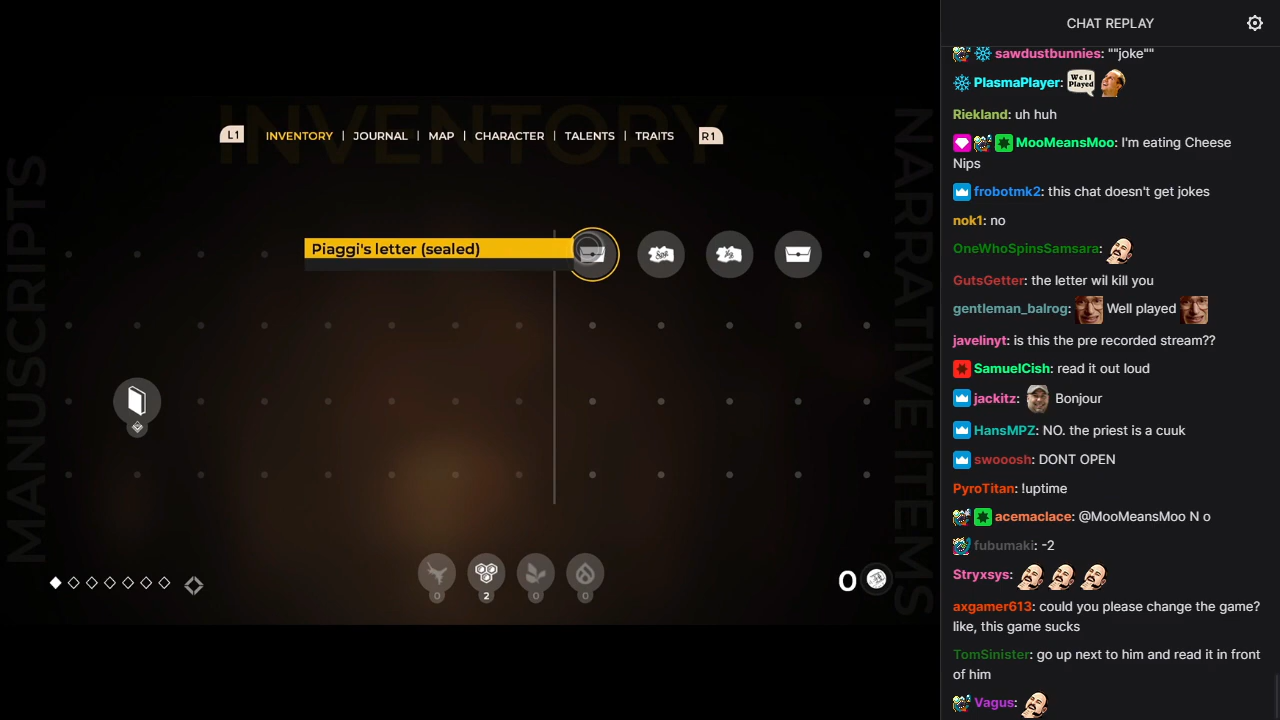 INVENTORY
L1 INVENTORY | JOURNAL | MAP | CHARACTER | TALENTS | TRAITS R1
MANUSCRIPTS
NARRATIVE ITEMS
Piaggi's letter (sealed)
0 2 0 0
0
CHAT REPLAY
sawdustbunnies: ""joke""
PlasmaPlayer: Well Played
Riekland: uh huh
MooMeansMoo: I'm eating Cheese
Nips
frobotmk2: this chat doesn't get jokes
nok1: no
OneWhoSpinsSamsara:
GutsGetter: the letter wil kill you
gentleman_balrog: Well played
javelinyt: is this the pre recorded stream??
SamuelCish: read it out loud
jackitz: Bonjour
HansMPZ: NO. the priest is a cuuk
swooosh: DONT OPEN
PyroTitan: !uptime
acemaclace: @MooMeansMoo N o
fubumaki: -2
Stryxsys:
axgamer613: could you please change the game?
like, this game sucks
TomSinister: go up next to him and read it in front
of him
Vagus: